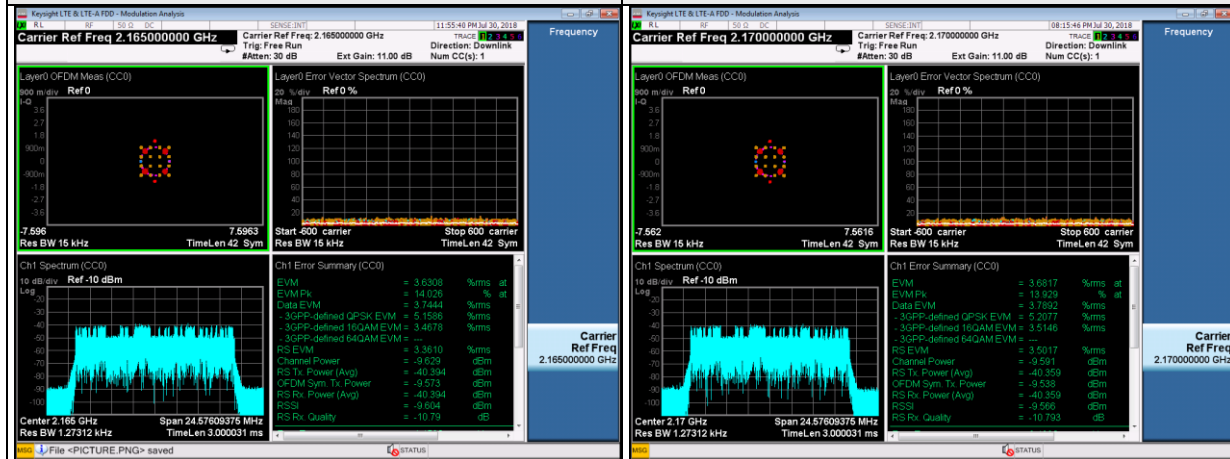 Keysight LTE & LTE-A FDD - Modulation Analysis
RL RF 50 Ω DC SENSE:INT 11:55:40 PM Jul 30, 2018
Carrier Ref Freq 2.165000000 GHz
Carrier Ref Freq: 2.165000000 GHz
Trig: Free Run
#Atten: 30 dB Ext Gain: 11.00 dB
TRACE 1 2 3 4 5 6
Direction: Downlink
Num CC(s): 1
Frequency
Layer0 OFDM Meas (CC0)
900 m/div Ref 0
I-Q
3.6
2.7
1.8
900m
0
-900m
-1.8
-2.7
-3.6
-7.596 7.5963
Res BW 15 kHz TimeLen 42 Sym
Layer0 Error Vector Spectrum (CC0)
20 %/div Ref 0 %
Mag
180
160
140
120
100
80
60
40
20
Start -600 carrier Stop 600 carrier
Res BW 15 kHz TimeLen 42 Sym
Ch1 Spectrum (CC0)
10 dB/div Ref -10 dBm
Log
-20
-30
-40
-50
-60
-70
-80
-90
-100
Center 2.165 GHz Span 24.57609375 MHz
Res BW 1.27312 kHz TimeLen 3.000031 ms
Ch1 Error Summary (CC0)
EVM = 3.6308 %rms at
EVM Pk = 14.026 % at
Data EVM = 3.7444 %rms
- 3GPP-defined QPSK EVM = 5.1586 %rms
- 3GPP-defined 16QAM EVM = 3.4678 %rms
- 3GPP-defined 64QAM EVM = ---
RS EVM = 3.3610 %rms
Channel Power = -9.629 dBm
RS Tx. Power (Avg) = -40.394 dBm
OFDM Sym. Tx. Power = -9.573 dBm
RS Rx. Power (Avg) = -40.394 dBm
RSSI = -9.604 dBm
RS Rx. Quality = -10.79 dB
Carrier
Ref Freq
2.165000000 GHz
MSG File <PICTURE.PNG> saved STATUS
Keysight LTE & LTE-A FDD - Modulation Analysis
RL RF 50 Ω DC SENSE:INT 08:15:46 PM Jul 30, 2018
Carrier Ref Freq 2.170000000 GHz
Carrier Ref Freq: 2.170000000 GHz
Trig: Free Run
#Atten: 30 dB Ext Gain: 11.00 dB
TRACE 1 2 3 4 5 6
Direction: Downlink
Num CC(s): 1
Frequency
Layer0 OFDM Meas (CC0)
900 m/div Ref 0
I-Q
3.6
2.7
1.8
900m
0
-900m
-1.8
-2.7
-3.6
-7.562 7.5616
Res BW 15 kHz TimeLen 42 Sym
Layer0 Error Vector Spectrum (CC0)
20 %/div Ref 0 %
Mag
180
160
140
120
100
80
60
40
20
Start -600 carrier Stop 600 carrier
Res BW 15 kHz TimeLen 42 Sym
Ch1 Spectrum (CC0)
10 dB/div Ref -10 dBm
Log
-20
-30
-40
-50
-60
-70
-80
-90
-100
Center 2.17 GHz Span 24.57609375 MHz
Res BW 1.27312 kHz TimeLen 3.000031 ms
Ch1 Error Summary (CC0)
EVM = 3.6817 %rms at
EVM Pk = 13.929 % at
Data EVM = 3.7892 %rms
- 3GPP-defined QPSK EVM = 5.2077 %rms
- 3GPP-defined 16QAM EVM = 3.5146 %rms
- 3GPP-defined 64QAM EVM = ---
RS EVM = 3.5017 %rms
Channel Power = -9.591 dBm
RS Tx. Power (Avg) = -40.359 dBm
OFDM Sym. Tx. Power = -9.538 dBm
RS Rx. Power (Avg) = -40.359 dBm
RSSI = -9.566 dBm
RS Rx. Quality = -10.793 dB
Carrier
Ref Freq
2.170000000 GHz
MSG STATUS